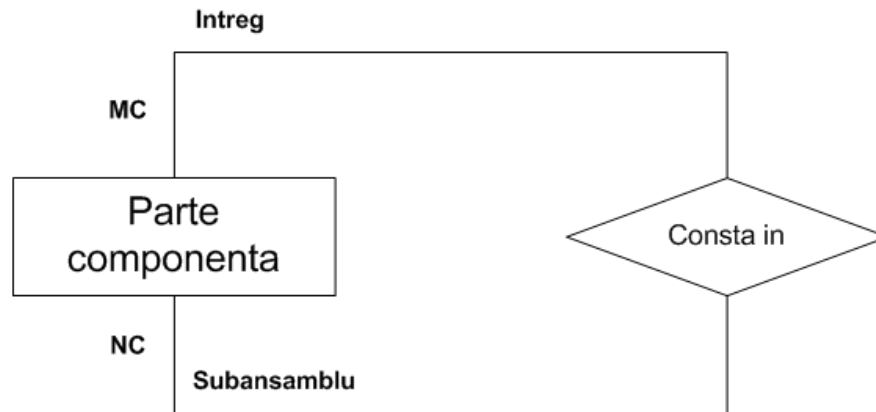 Intreg
MC
Parte
componenta
Consta in
NC
Subansamblu